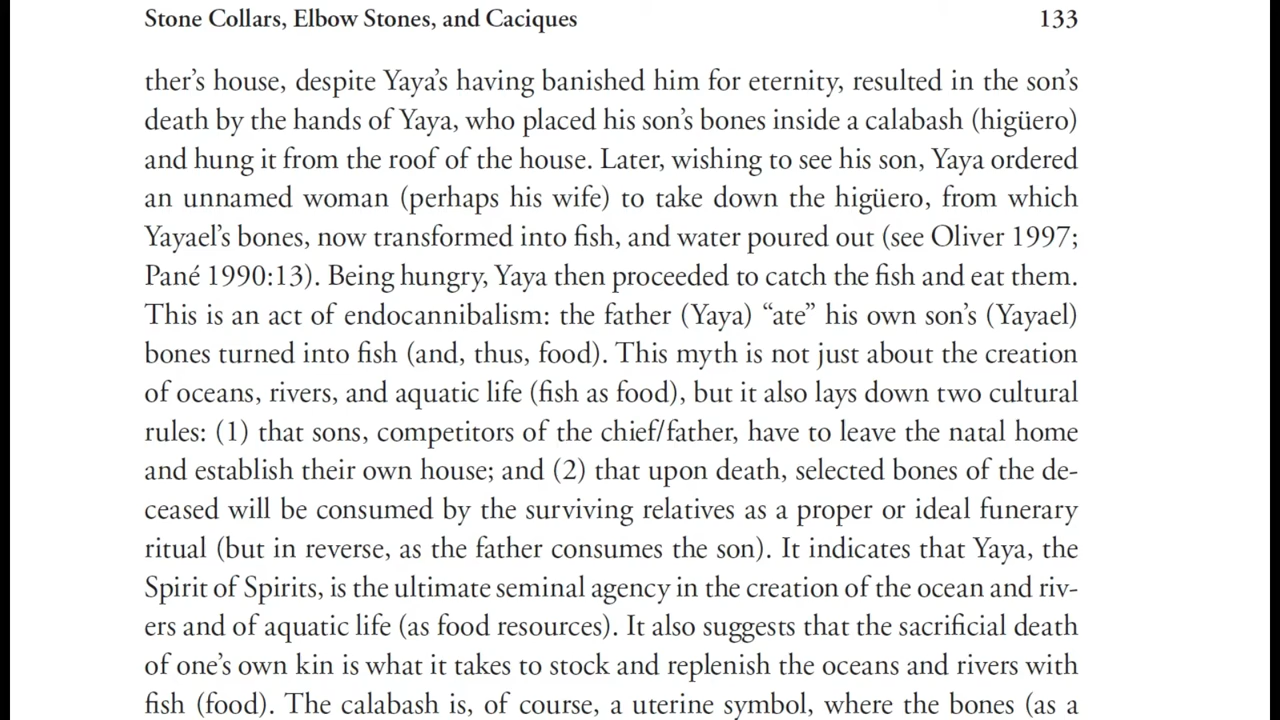 Stone Collars, Elbow Stones, and Caciques 133
ther's house, despite Yaya's having banished him for eternity, resulted in the son's
death by the hands of Yaya, who placed his son's bones inside a calabash (higüero)
and hung it from the roof of the house. Later, wishing to see his son, Yaya ordered
an unnamed woman (perhaps his wife) to take down the higüero, from which
Yayael's bones, now transformed into fish, and water poured out (see Oliver 1997;
Pané 1990:13). Being hungry, Yaya then proceeded to catch the fish and eat them.
This is an act of endocannibalism: the father (Yaya) “ate” his own son's (Yayael)
bones turned into fish (and, thus, food). This myth is not just about the creation
of oceans, rivers, and aquatic life (fish as food), but it also lays down two cultural
rules: (1) that sons, competitors of the chief/father, have to leave the natal home
and establish their own house; and (2) that upon death, selected bones of the de-
ceased will be consumed by the surviving relatives as a proper or ideal funerary
ritual (but in reverse, as the father consumes the son). It indicates that Yaya, the
Spirit of Spirits, is the ultimate seminal agency in the creation of the ocean and riv-
ers and of aquatic life (as food resources). It also suggests that the sacrificial death
of one's own kin is what it takes to stock and replenish the oceans and rivers with
fish (food). The calabash is, of course, a uterine symbol, where the bones (as a